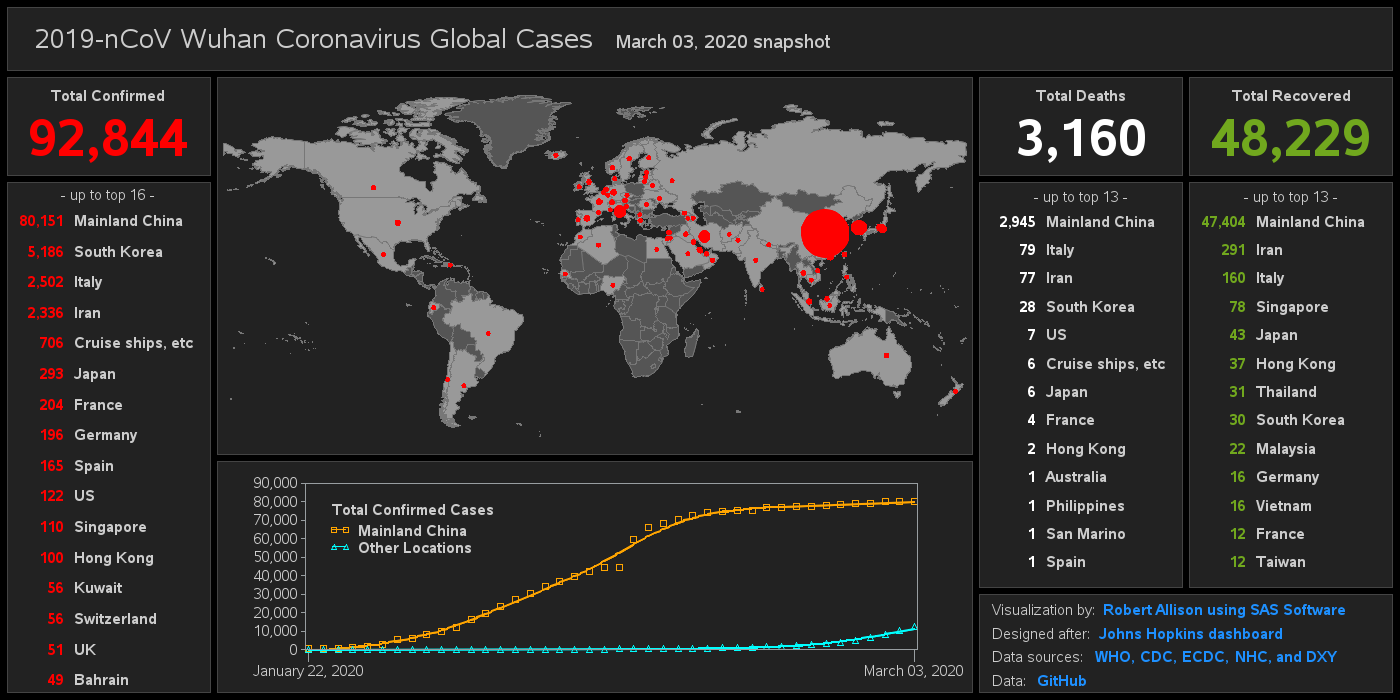 2019-nCoV Wuhan Coronavirus Global Cases March 03, 2020 snapshot
Total Confirmed
92,844
- up to top 16 -
80,151 Mainland China
5,186 South Korea
2,502 Italy
2,336 Iran
706 Cruise ships, etc
293 Japan
204 France
196 Germany
165 Spain
122 US
110 Singapore
100 Hong Kong
56 Kuwait
56 Switzerland
51 UK
49 Bahrain
90,000
80,000
70,000
60,000
50,000
40,000
30,000
20,000
10,000
0
Total Confirmed Cases
Mainland China
Other Locations
January 22, 2020
March 03, 2020
Total Deaths
3,160
- up to top 13 -
2,945 Mainland China
79 Italy
77 Iran
28 South Korea
7 US
6 Cruise ships, etc
6 Japan
4 France
2 Hong Kong
1 Australia
1 Philippines
1 San Marino
1 Spain
Total Recovered
48,229
- up to top 13 -
47,404 Mainland China
291 Iran
160 Italy
78 Singapore
43 Japan
37 Hong Kong
31 Thailand
30 South Korea
22 Malaysia
16 Germany
16 Vietnam
12 France
12 Taiwan
Visualization by: Robert Allison using SAS Software
Designed after: Johns Hopkins dashboard
Data sources: WHO, CDC, ECDC, NHC, and DXY
Data: GitHub